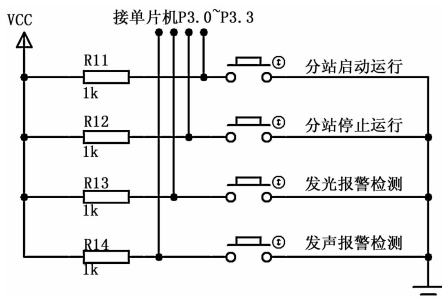 VCC
接单片机P3.0~P3.3
R11
1k
分站启动运行
R12
1k
分站停止运行
R13
1k
发光报警检测
R14
1k
发声报警检测